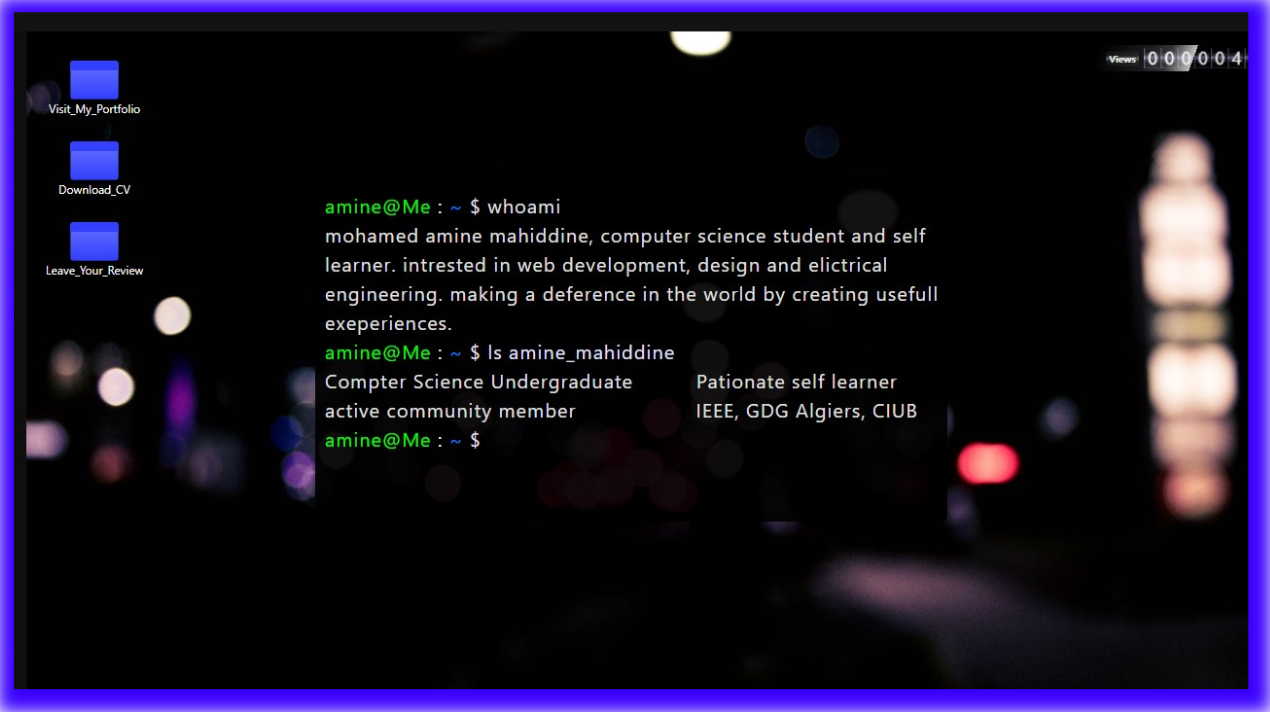 Views 0 0 0 0 0 4
Visit_My_Portfolio
Download_CV
Leave_Your_Review
amine@Me : ~ $ whoami
mohamed amine mahiddine, computer science student and self
learner. intrested in web development, design and elictrical
engineering. making a deference in the world by creating usefull
exeperiences.
amine@Me : ~ $ ls amine_mahiddine
Compter Science Undergraduate Pationate self learner
active community member IEEE, GDG Algiers, CIUB
amine@Me : ~ $